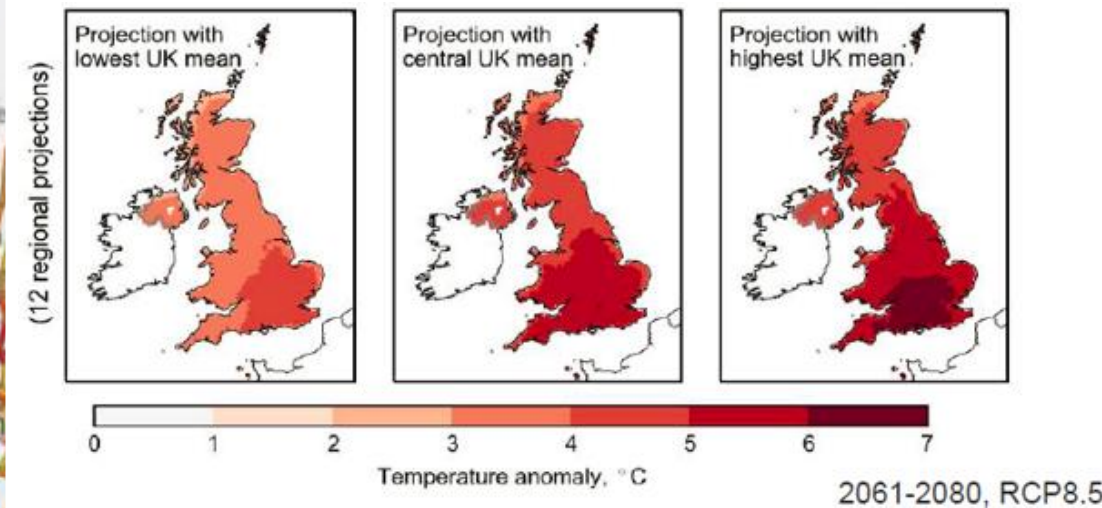 Projection with
lowest UK mean
Projection with
central UK mean
Projection with
highest UK mean
(12 regional projections)
0 1 2 3 4 5 6 7
Temperature anomaly, °C
2061-2080, RCP8.5